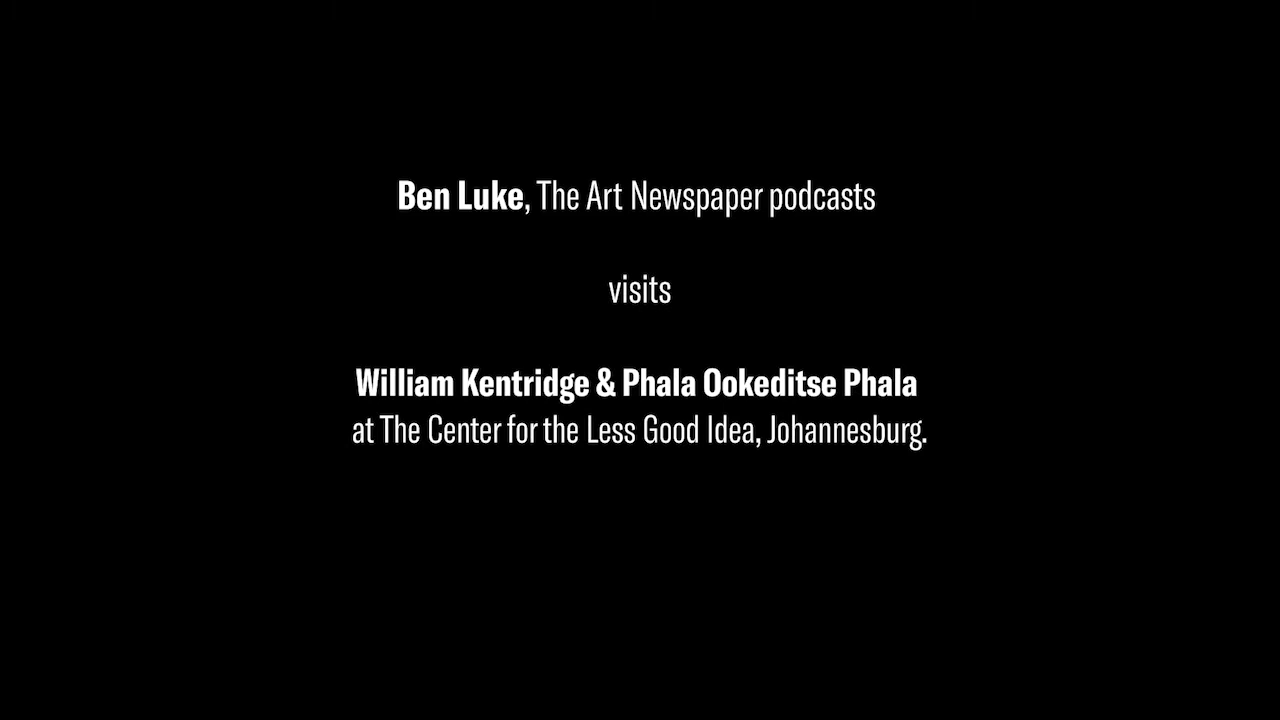 Ben Luke, The Art Newspaper podcasts
visits
William Kentridge & Phala Ookeditse Phala
at The Center for the Less Good Idea, Johannesburg.